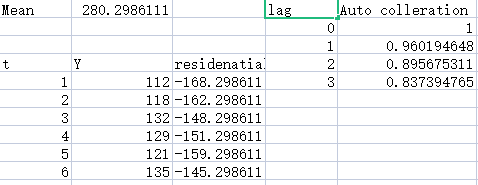 Mean 280.2986111 lag Auto colleration
0 1
1 0.960194648
t Y residenatial 2 0.895675311
1 112 -168.298611 3 0.837394765
2 118 -162.298611
3 132 -148.298611
4 129 -151.298611
5 121 -159.298611
6 135 -145.298611